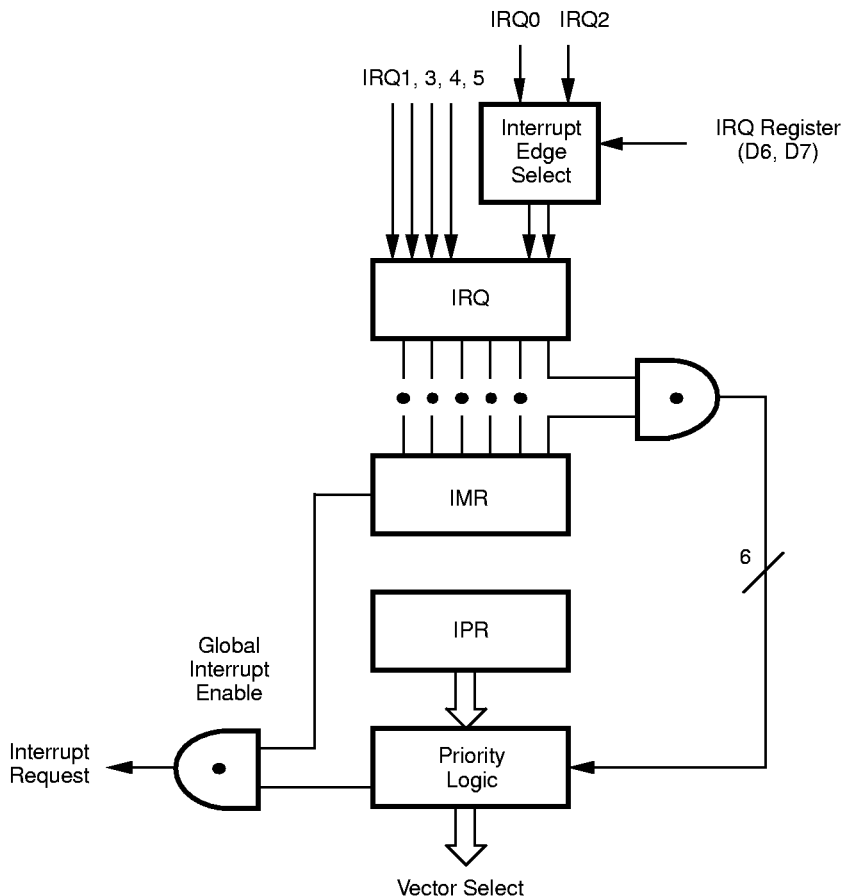 IRQ0 IRQ2
IRQ1, 3, 4, 5
Interrupt
Edge
Select
IRQ Register
(D6, D7)
IRQ
IMR
6
IPR
Global
Interrupt
Enable
Interrupt
Request
Priority
Logic
Vector Select